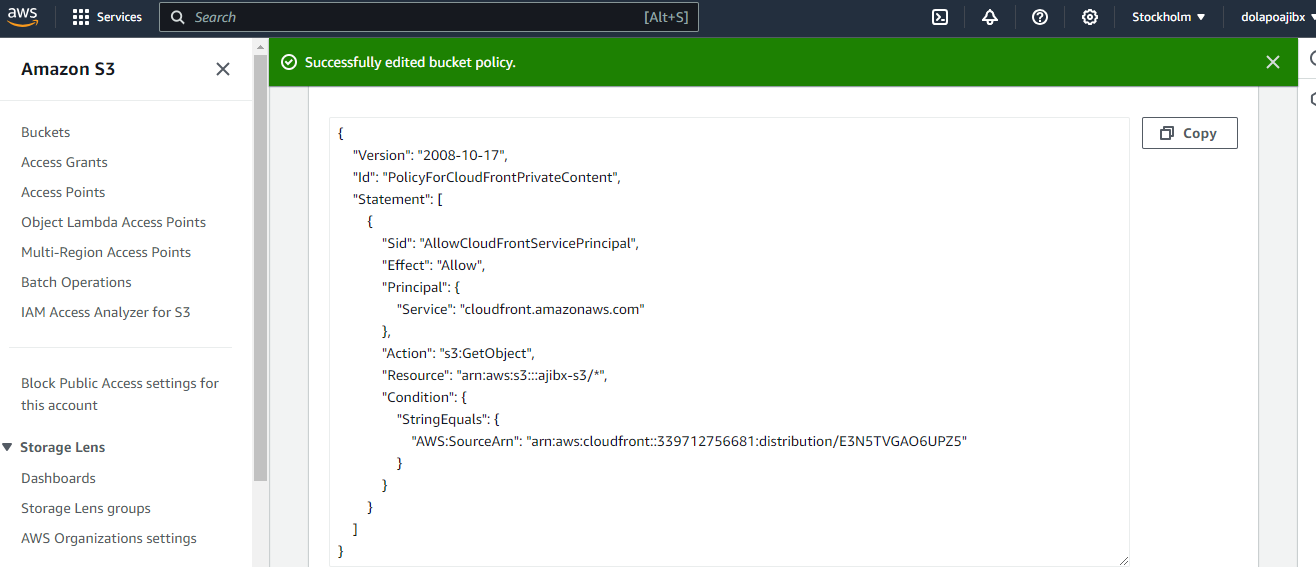 aws
Services
Search
[Alt+S]
Stockholm
dolapoajibx
Amazon S3
Successfully edited bucket policy.
Buckets
Access Grants
Access Points
Object Lambda Access Points
Multi-Region Access Points
Batch Operations
IAM Access Analyzer for S3
Block Public Access settings for
this account
Storage Lens
Dashboards
Storage Lens groups
AWS Organizations settings
Copy
{
"Version": "2008-10-17",
"Id": "PolicyForCloudFrontPrivateContent",
"Statement": [
{
"Sid": "AllowCloudFrontServicePrincipal",
"Effect": "Allow",
"Principal": {
"Service": "cloudfront.amazonaws.com"
},
"Action": "s3:GetObject",
"Resource": "arn:aws:s3:::ajibx-s3/*",
"Condition": {
"StringEquals": {
"AWS:SourceArn": "arn:aws:cloudfront::339712756681:distribution/E3N5TVGAO6UPZ5"
}
}
}
]
}